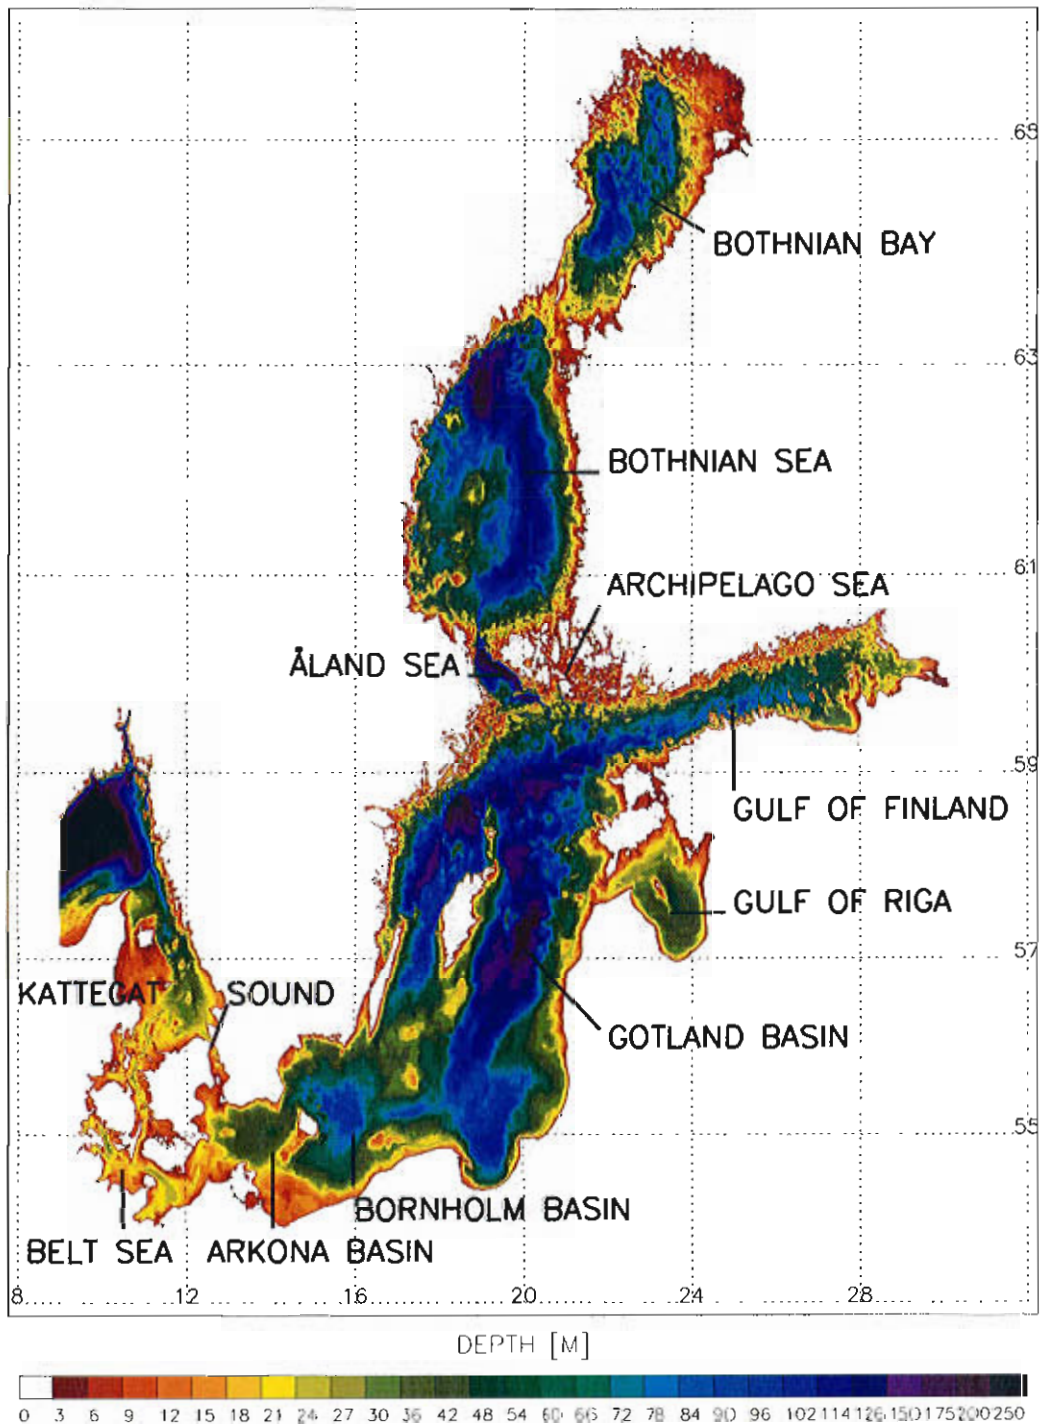 65
BOTHNIAN BAY
63
BOTHNIAN SEA
61
ARCHIPELAGO SEA
ÅLAND SEA
59
GULF OF FINLAND
GULF OF RIGA
57
KATTEGAT SOUND
GOTLAND BASIN
55
BORNHOLM BASIN
BELT SEA ARKONA BASIN
8 12 16 20 24 28
DEPTH [M]
0 3 6 9 12 15 18 21 24 27 30 36 42 48 54 60 66 72 78 84 90 96 102 114 126 150 175 200 250